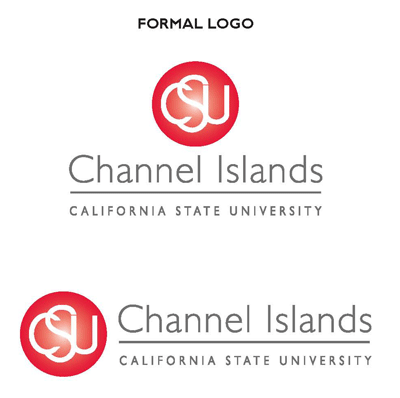 FORMAL LOGO
CSU
Channel Islands
CALIFORNIA STATE UNIVERSITY
CSU
Channel Islands
CALIFORNIA STATE UNIVERSITY